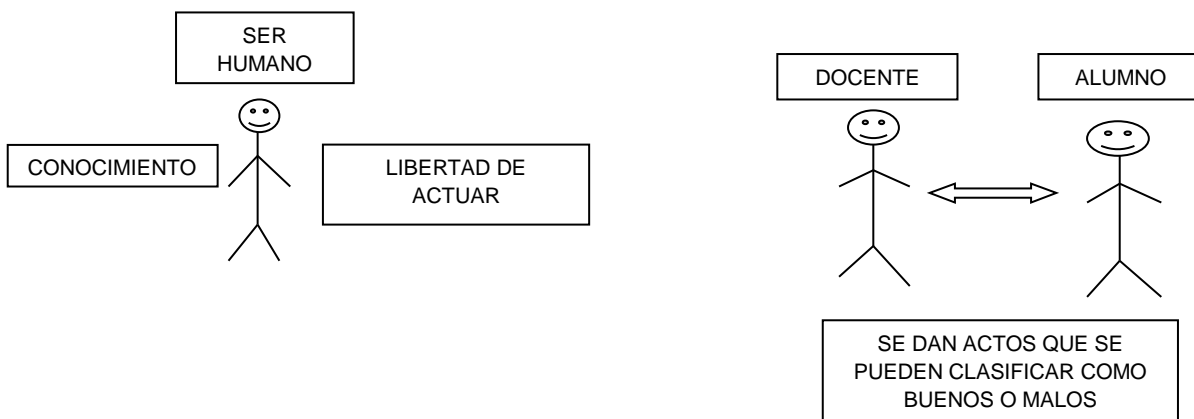 SER
HUMANO
CONOCIMIENTO
LIBERTAD DE
ACTUAR
DOCENTE
ALUMNO
SE DAN ACTOS QUE SE
PUEDEN CLASIFICAR COMO
BUENOS O MALOS